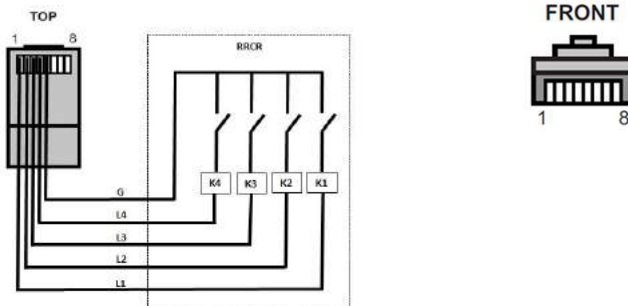 TOP
1 8
RRCR
K4 K3 K2 K1
G
L4
L3
L2
L1
FRONT
1 8